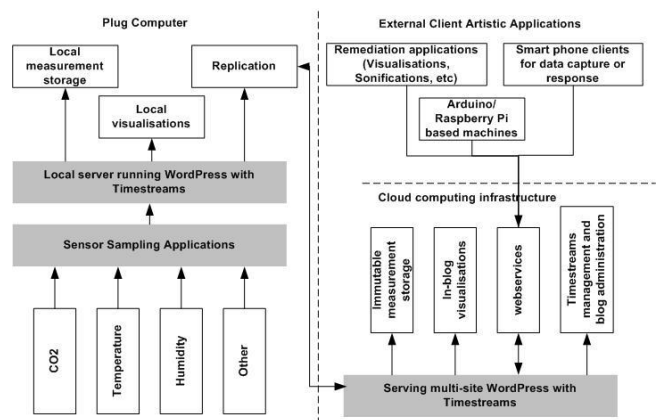 Plug Computer
Local
measurement
storage
Replication
Local
visualisations
Local server running WordPress with
Timestreams
Sensor Sampling Applications
CO2
Temperature
Humidity
Other
External Client Artistic Applications
Remediation applications
(Visualisations,
Sonifications, etc)
Smart phone clients
for data capture or
response
Arduino/
Raspberry Pi
based machines
Cloud computing infrastructure
Immutable
measurement
storage
In-blog
visualisations
webservices
Timestreams
management and
blog administration
Serving multi-site WordPress with
Timestreams